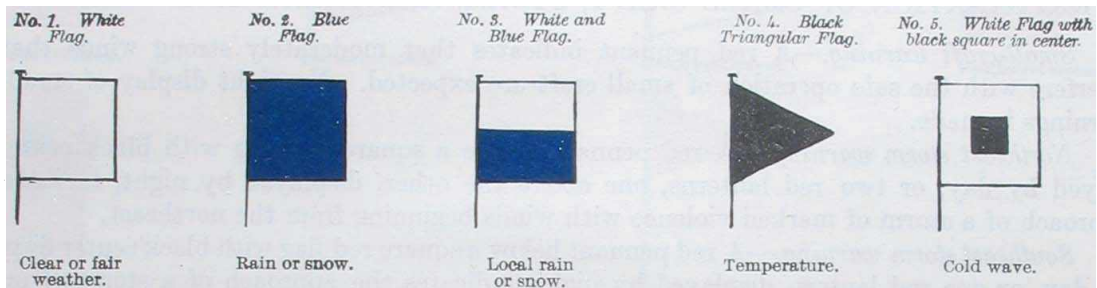 No. 1. White
Flag.
No. 2. Blue
Flag.
No. 3. White and
Blue Flag.
No. 4. Black
Triangular Flag.
No. 5. White Flag with
black square in center.
Clear or fair
weather.
Rain or snow.
Local rain
or snow.
Temperature.
Cold wave.